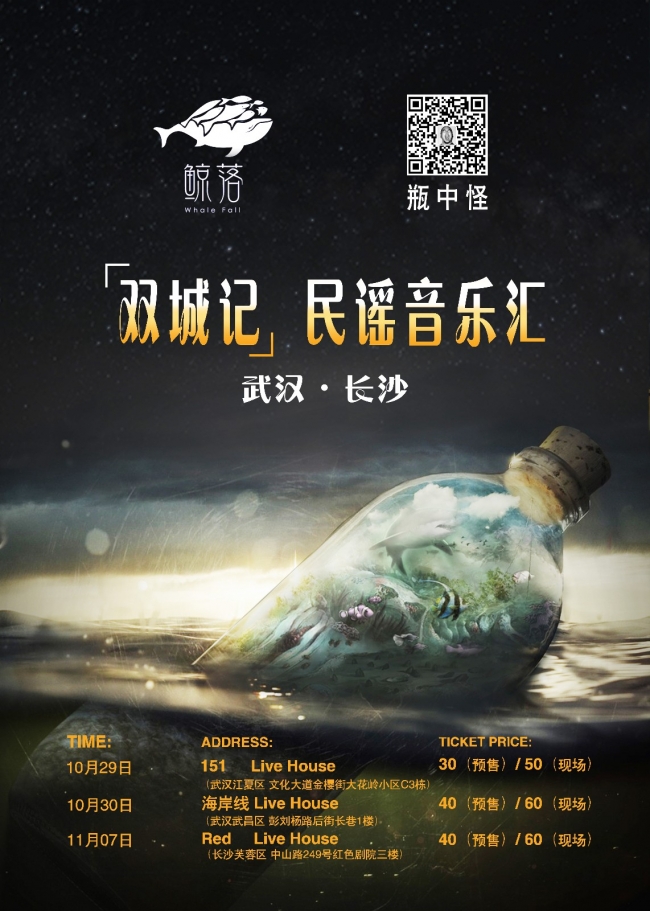 鲸落
Whale Fall
瓶中怪
「双城记」民谣音乐汇
武汉·长沙
TIME: ADDRESS: TICKET PRICE:
10月29日 151 Live House 30（预售）/ 50（现场）
（武汉江夏区 文化大道金樱街大花岭小区C3栋）
10月30日 海岸线 Live House 40（预售）/ 60（现场）
（武汉武昌区 彭刘杨路后街长巷1楼）
11月07日 Red Live House 40（预售）/ 60（现场）
（长沙芙蓉区 中山路249号红色剧院三楼）